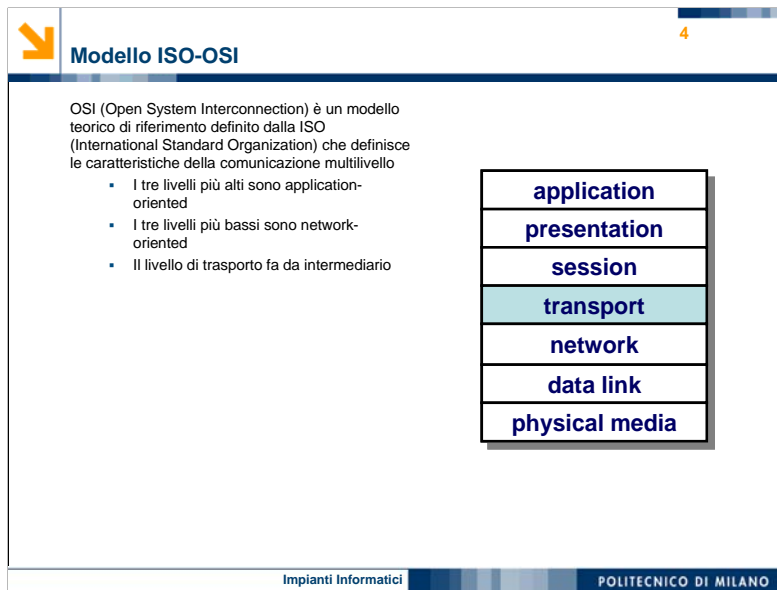 4
Modello ISO-OSI
OSI (Open System Interconnection) è un modello
teorico di riferimento definito dalla ISO
(International Standard Organization) che definisce
le caratteristiche della comunicazione multilivello
▪ I tre livelli più alti sono application-
oriented
▪ I tre livelli più bassi sono network-
oriented
▪ Il livello di trasporto fa da intermediario
application
presentation
session
transport
network
data link
physical media
Impianti Informatici
POLITECNICO DI MILANO